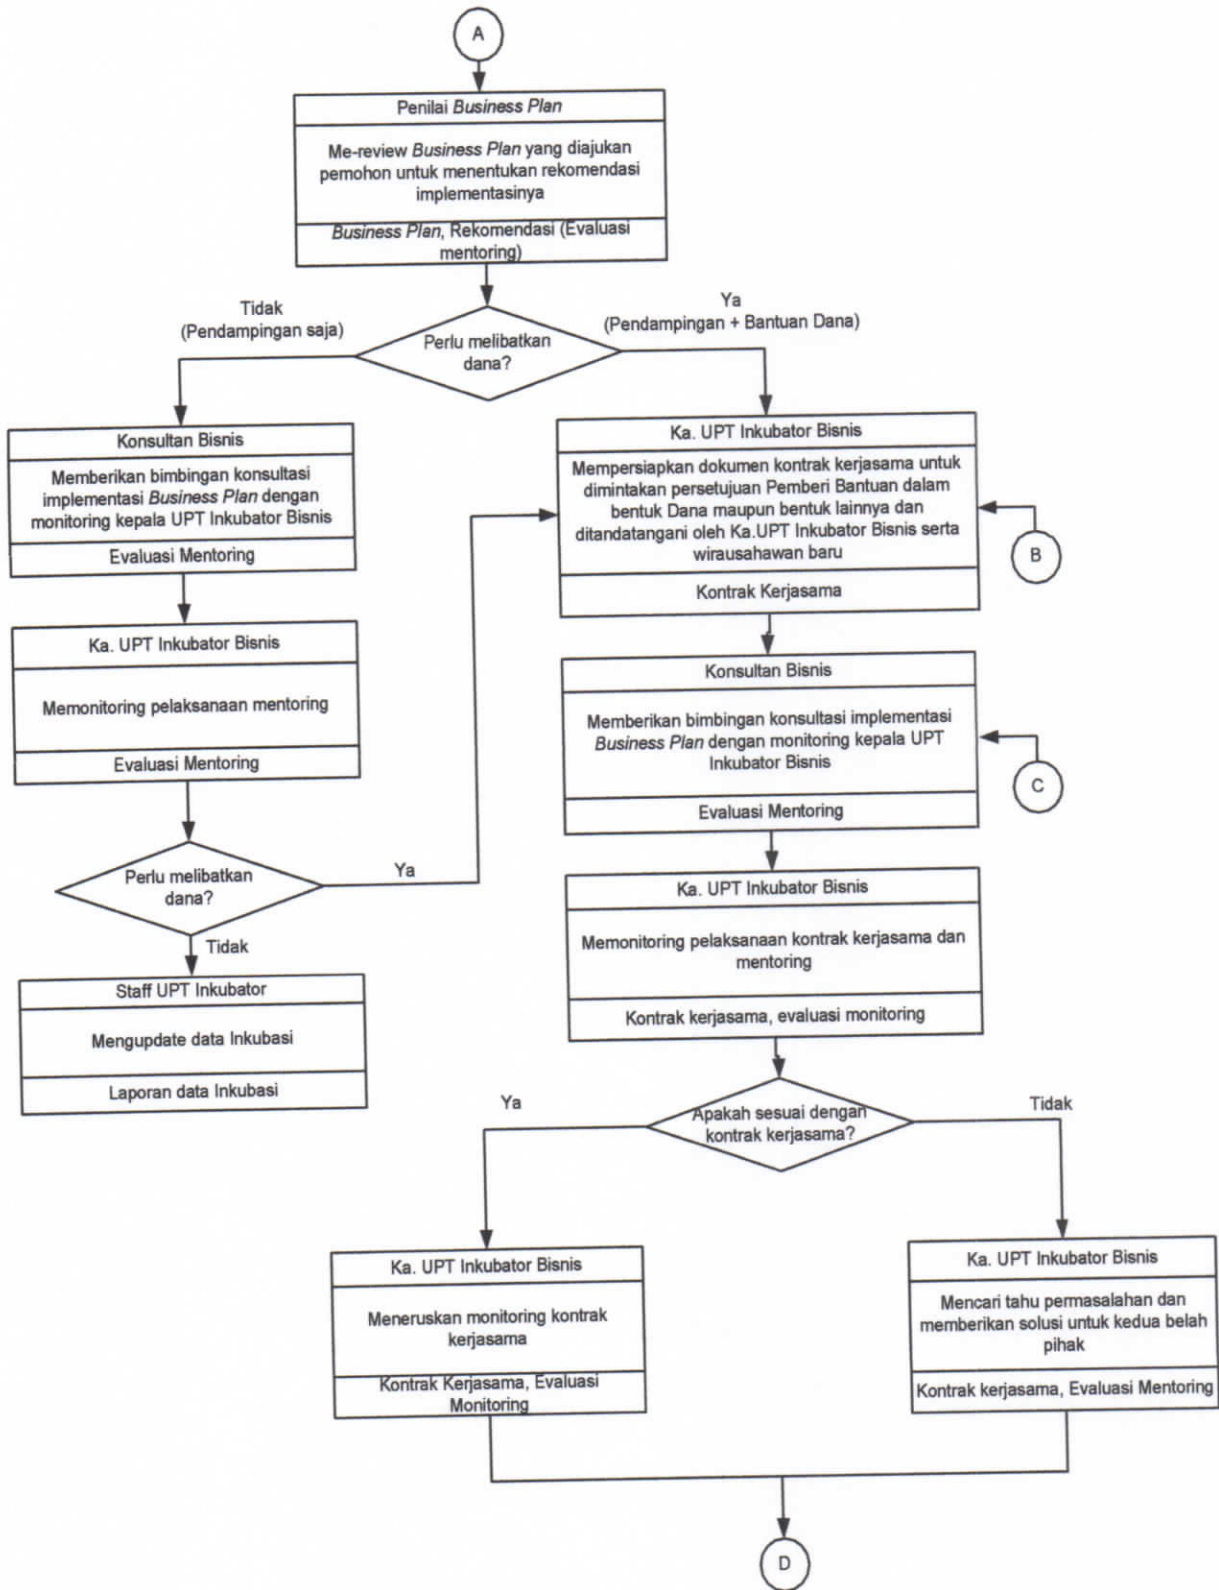 A
Penilai Business Plan
Me-review Business Plan yang diajukan
pemohon untuk menentukan rekomendasi
implementasinya
Business Plan, Rekomendasi (Evaluasi
mentoring)
Tidak
(Pendampingan saja)
Ya
(Pendampingan + Bantuan Dana)
Perlu melibatkan
dana?
Konsultan Bisnis
Memberikan bimbingan konsultasi
implementasi Business Plan dengan
monitoring kepala UPT Inkubator Bisnis
Evaluasi Mentoring
Ka. UPT Inkubator Bisnis
Mempersiapkan dokumen kontrak kerjasama untuk
dimintakan persetujuan Pemberi Bantuan dalam
bentuk Dana maupun bentuk lainnya dan
ditandatangani oleh Ka.UPT Inkubator Bisnis serta
wirausahawan baru
Kontrak Kerjasama
B
Ka. UPT Inkubator Bisnis
Memonitoring pelaksanaan mentoring
Evaluasi Mentoring
Konsultan Bisnis
Memberikan bimbingan konsultasi implementasi
Business Plan dengan monitoring kepala UPT
Inkubator Bisnis
Evaluasi Mentoring
C
Perlu melibatkan
dana?
Ya
Tidak
Ka. UPT Inkubator Bisnis
Memonitoring pelaksanaan kontrak kerjasama dan
mentoring
Kontrak kerjasama, evaluasi monitoring
Staff UPT Inkubator
Mengupdate data Inkubasi
Laporan data Inkubasi
Ya
Apakah sesuai dengan
kontrak kerjasama?
Tidak
Ka. UPT Inkubator Bisnis
Meneruskan monitoring kontrak
kerjasama
Kontrak Kerjasama, Evaluasi
Monitoring
Ka. UPT Inkubator Bisnis
Mencari tahu permasalahan dan
memberikan solusi untuk kedua belah
pihak
Kontrak kerjasama, Evaluasi Mentoring
D